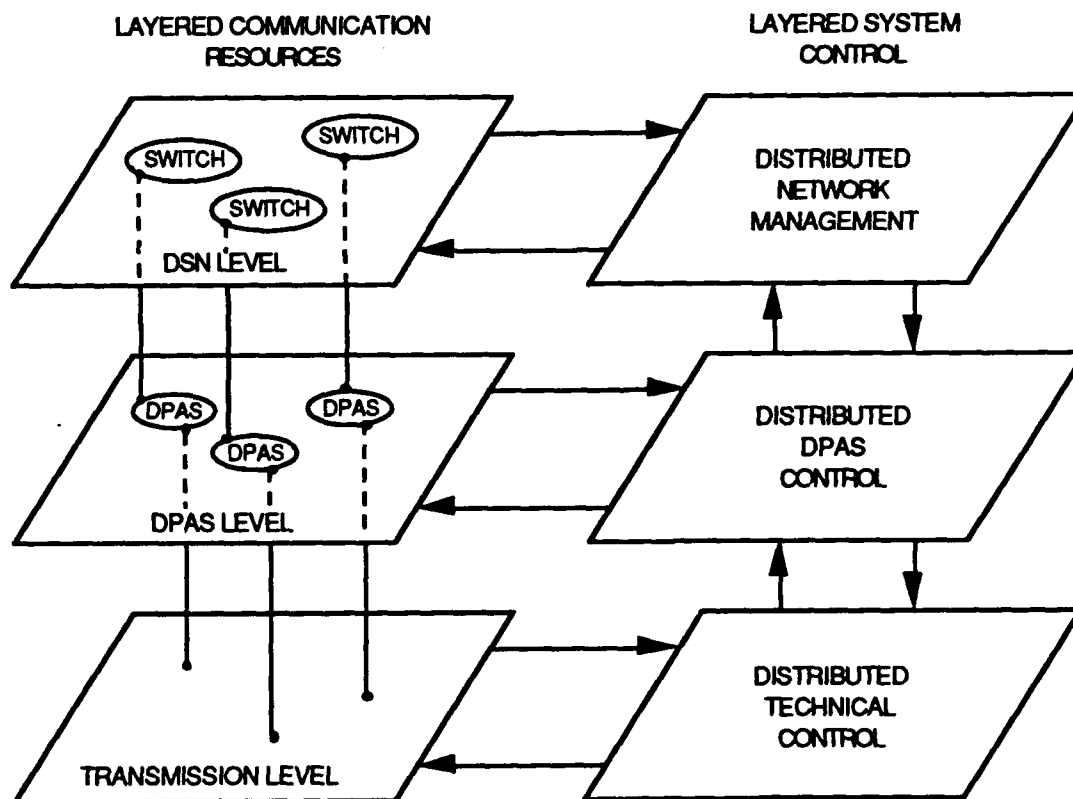 LAYERED COMMUNICATION
RESOURCES
LAYERED SYSTEM
CONTROL
SWITCH
SWITCH
SWITCH
DSN LEVEL
DISTRIBUTED
NETWORK
MANAGEMENT
DPAS
DPAS
DPAS
DPAS LEVEL
DISTRIBUTED
DPAS
CONTROL
TRANSMISSION LEVEL
DISTRIBUTED
TECHNICAL
CONTROL